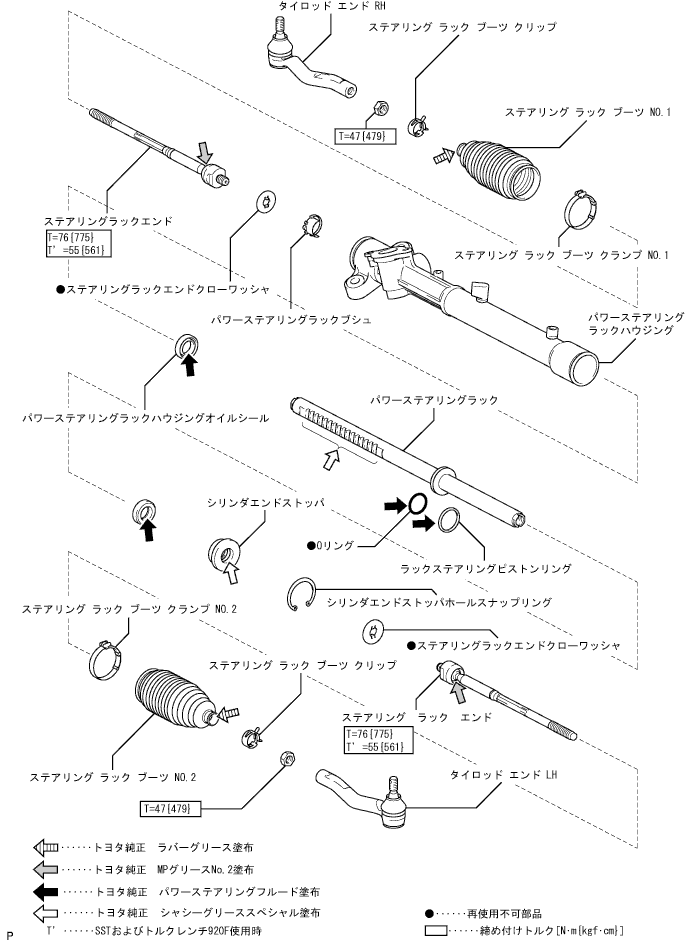 タイロッド エンド RH
ステアリング ラック ブーツ クリップ
ステアリング ラック ブーツ NO.1
T=47{479}
ステアリングラックエンド
T=76{775}
T' =55{561}
ステアリング ラック ブーツ クランプ NO.1
●ステアリングラックエンドクローワッシャ
パワーステアリングラックブシュ
パワーステアリング
ラックハウジング
パワーステアリングラックハウジングオイルシール
パワーステアリングラック
シリンダエンドストッパ
●Oリング
ラックステアリングピストンリング
シリンダエンドストッパホールスナップリング
ステアリング ラック ブーツ クランプ NO.2
●ステアリングラックエンドクローワッシャ
ステアリング ラック ブーツ クリップ
ステアリング ラック エンド
T=76{775}
T' =55{561}
ステアリング ラック ブーツ NO.2
タイロッド エンド LH
T=47{479}
‥‥‥トヨタ純正 ラバーグリース塗布
‥‥‥トヨタ純正 MPグリースNo.2塗布
‥‥‥トヨタ純正 パワーステアリングフルード塗布
‥‥‥トヨタ純正 シャシーグリーススペシャル塗布
T' ‥‥‥SSTおよびトルクレンチ920F使用時
●‥‥‥再使用不可部品
‥‥‥締め付けトルク[N・m{kgf・cm}]
P